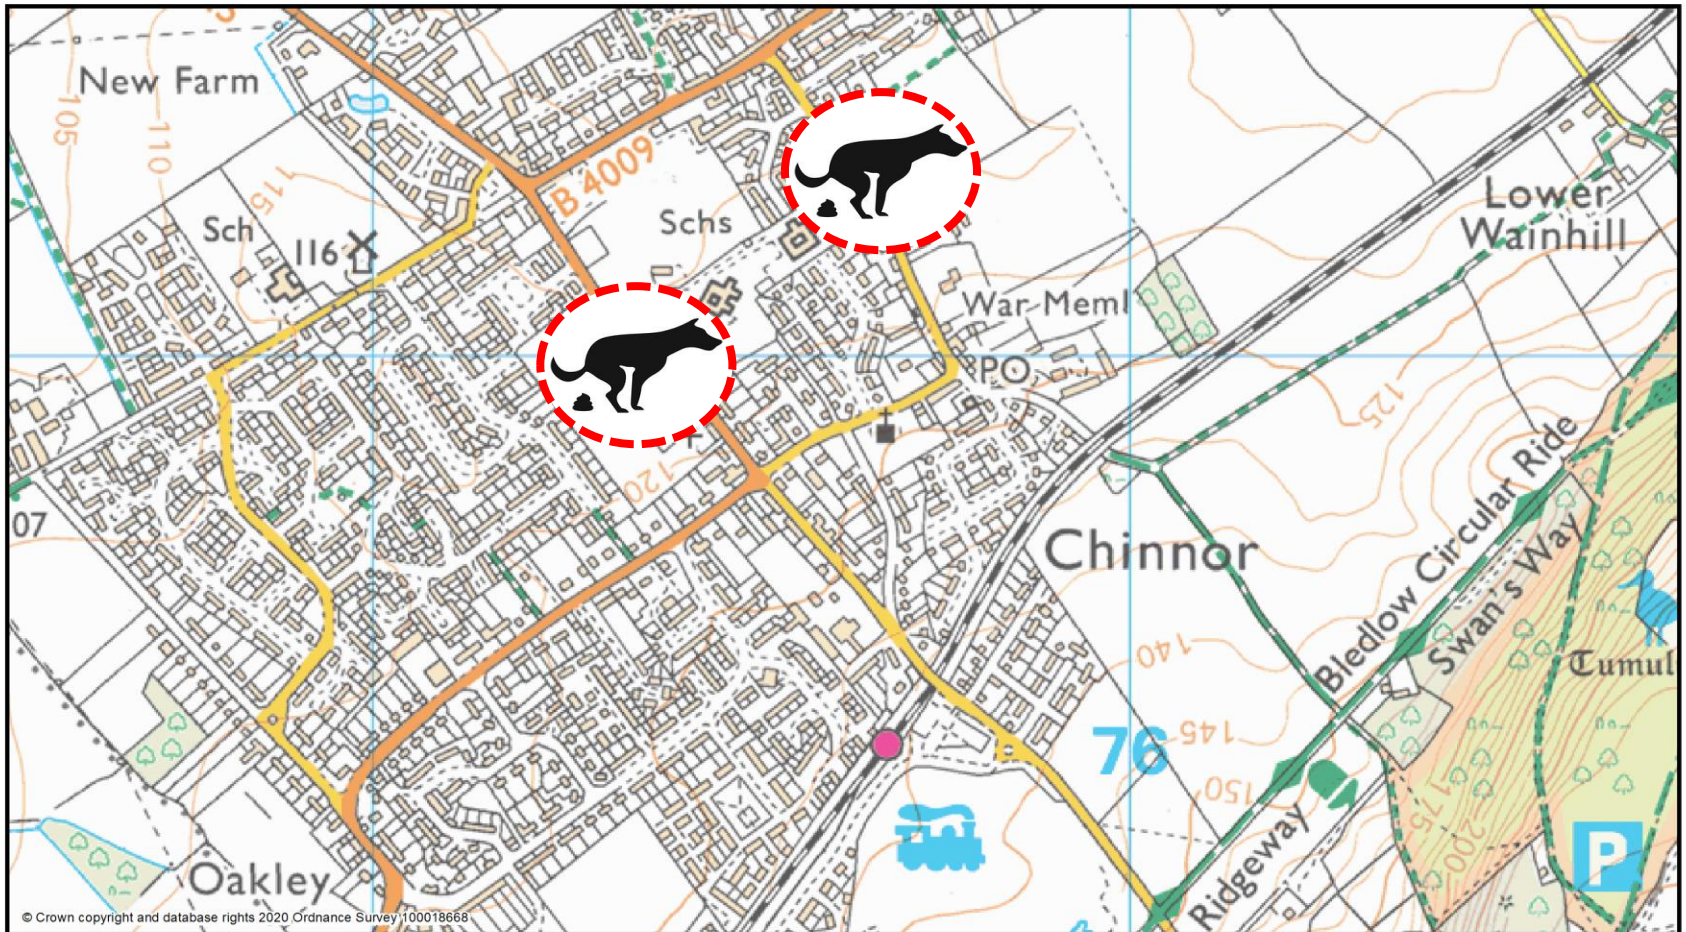 New Farm
105
110
115
B 4009
Sch
116
Schs
Lower
Wainhill
War Meml
PO
125
120
07
Chinnor
Bledlow Circular Ride
Swan's Way
Tumul
140
76
145
150
175
200
Ridgeway
P
Oakley
© Crown copyright and database rights 2020 Ordnance Survey 100018668